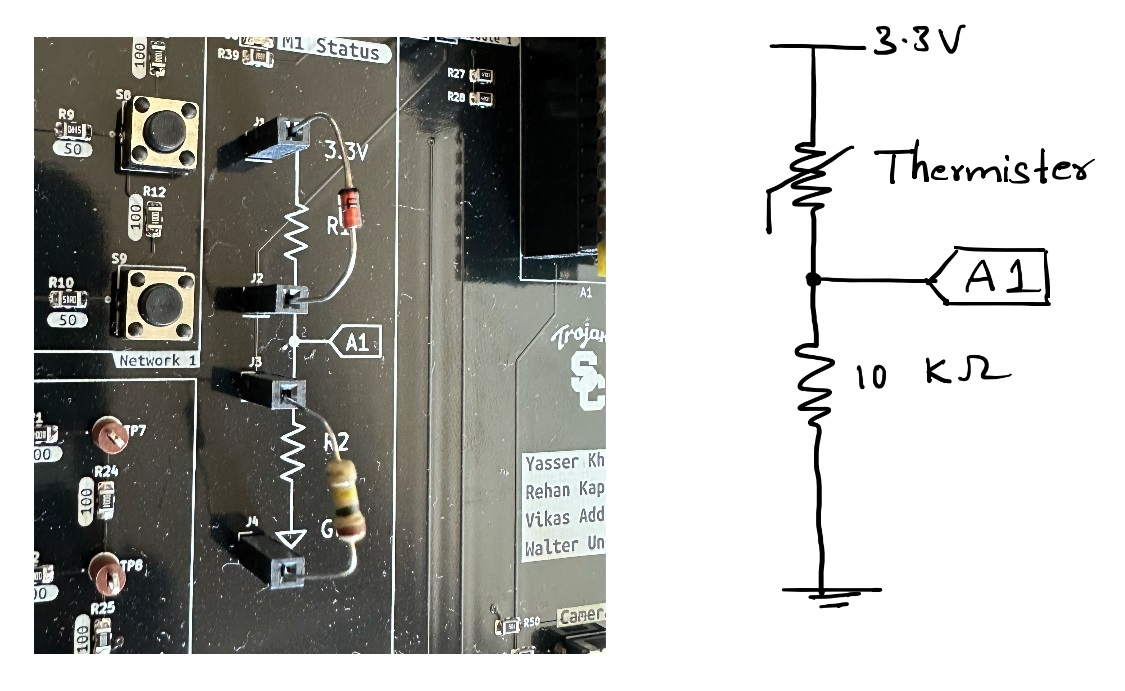 100
S8
R9
50
R12
100
S9
R10
50
Network 1
TP7
R24
100
TP8
R25
100
R39
M1 Status
J1
3.3V
R1
J2
A1
J3
R2
J4
R27
R28
A1
Trojan
SC
Yasser Kh
Rehan Kap
Vikas Add
Walter Un
R50
Camer
3.3V
Thermister
A1
10 KΩ